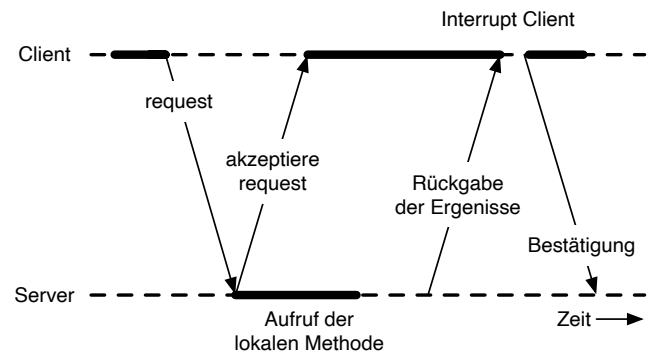 Interrupt Client
Client
request
akzeptiere
request
Rückgabe
der Ergenisse
Bestätigung
Server
Aufruf der
lokalen Methode
Zeit